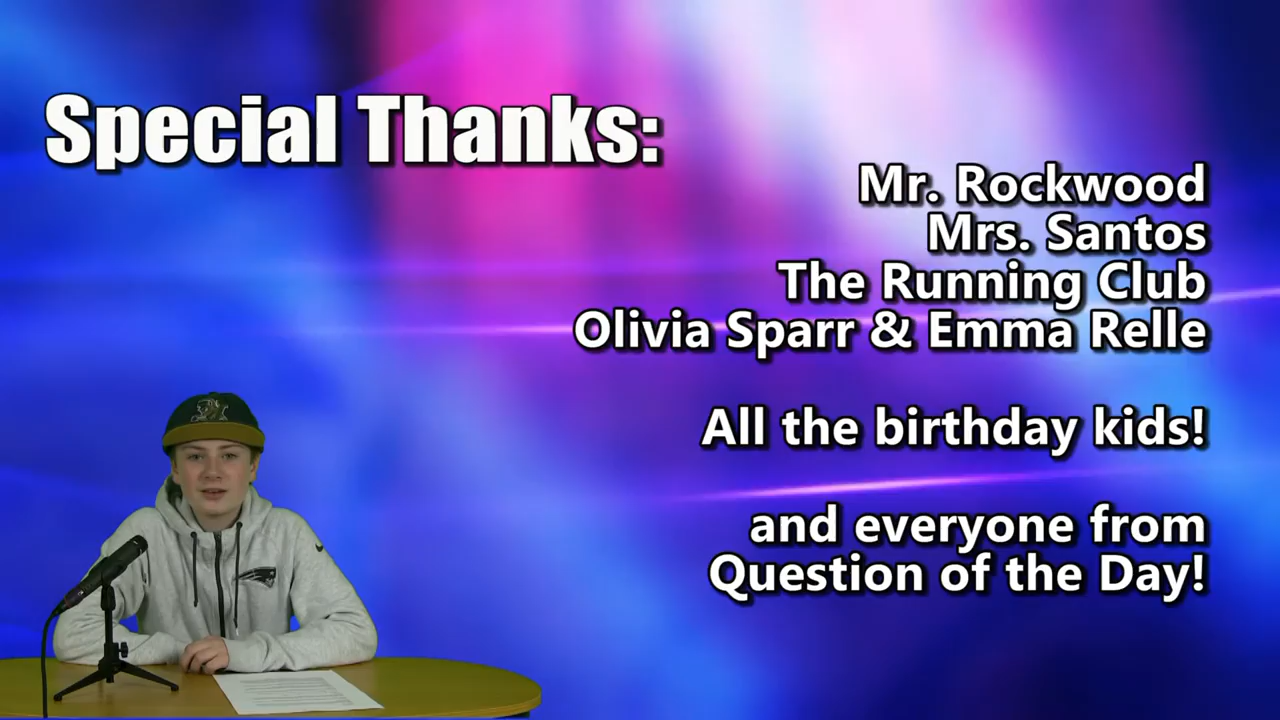 Special Thanks:
Mr. Rockwood
Mrs. Santos
The Running Club
Olivia Sparr & Emma Relle
All the birthday kids!
and everyone from
Question of the Day!